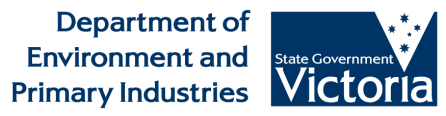 Department of
Environment and
Primary Industries
State Government
Victoria